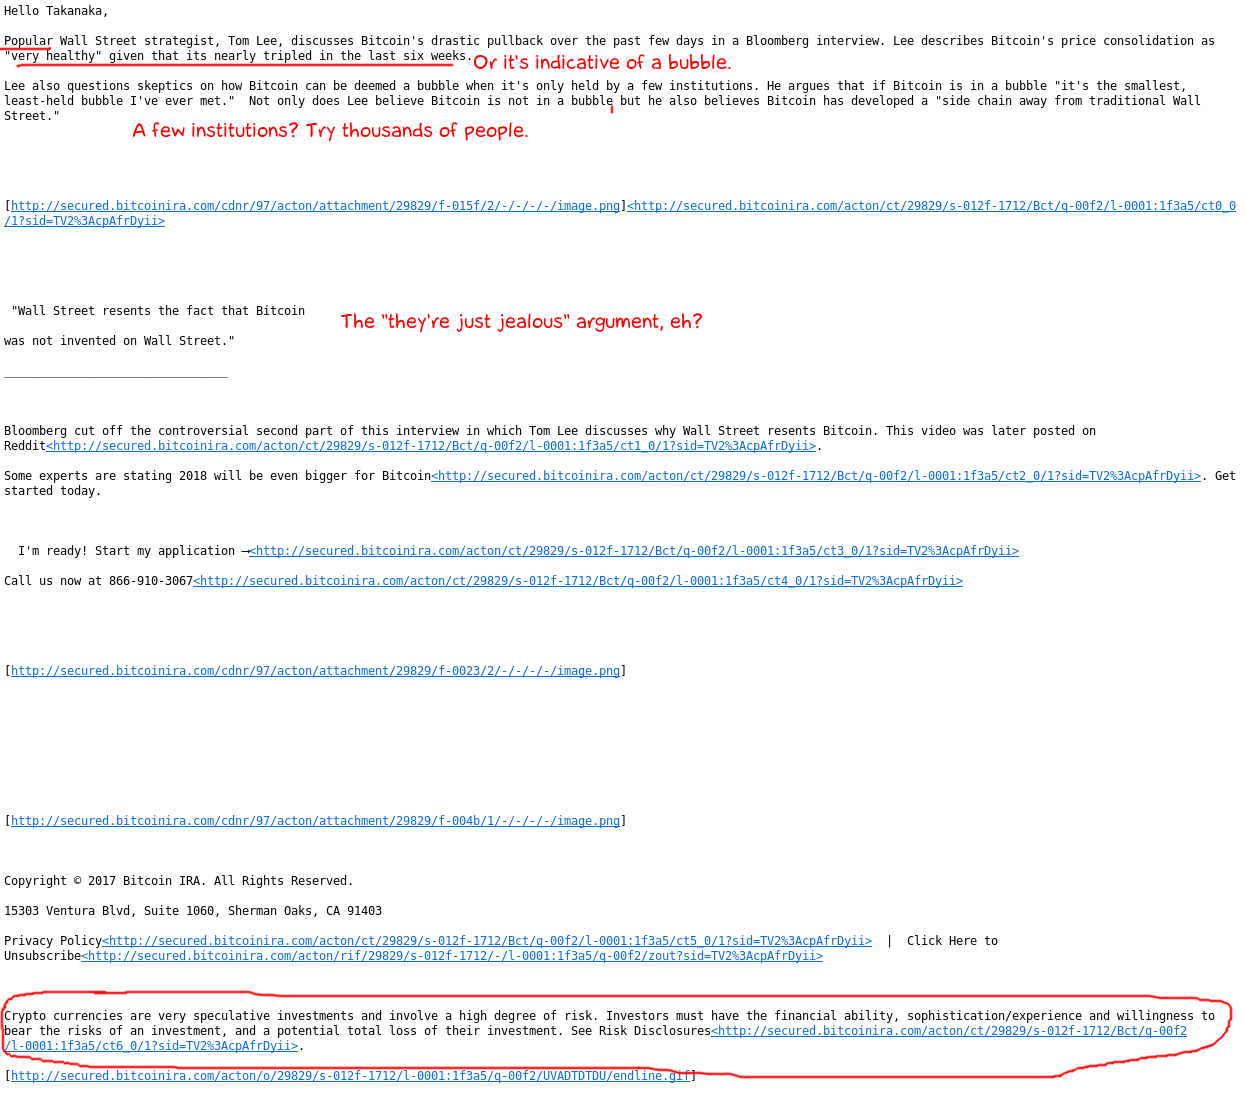 Hello Takanaka,
Popular Wall Street strategist, Tom Lee, discusses Bitcoin's drastic pullback over the past few days in a Bloomberg interview. Lee describes Bitcoin's price consolidation as
"very healthy" given that its nearly tripled in the last six weeks.
Or it's indicative of a bubble.
Lee also questions skeptics on how Bitcoin can be deemed a bubble when it's only held by a few institutions. He argues that if Bitcoin is in a bubble "it's the smallest,
least-held bubble I've ever met."  Not only does Lee believe Bitcoin is not in a bubble but he also believes Bitcoin has developed a "side chain away from traditional Wall
Street."
A few institutions? Try thousands of people.
[http://secured.bitcoinira.com/cdnr/97/acton/attachment/29829/f-015f/2/-/-/-/-/image.png]<http://secured.bitcoinira.com/acton/ct/29829/s-012f-1712/Bct/q-00f2/l-0001:1f3a5/ct0_0
/1?sid=TV2%3AcpAfrDyii>
"Wall Street resents the fact that Bitcoin
The "they're just jealous" argument, eh?
was not invented on Wall Street."
________________________________
Bloomberg cut off the controversial second part of this interview in which Tom Lee discusses why Wall Street resents Bitcoin. This video was later posted on
Reddit<http://secured.bitcoinira.com/acton/ct/29829/s-012f-1712/Bct/q-00f2/l-0001:1f3a5/ct1_0/1?sid=TV2%3AcpAfrDyii>.
Some experts are stating 2018 will be even bigger for Bitcoin<http://secured.bitcoinira.com/acton/ct/29829/s-012f-1712/Bct/q-00f2/l-0001:1f3a5/ct2_0/1?sid=TV2%3AcpAfrDyii>. Get
started today.
I'm ready! Start my application →<http://secured.bitcoinira.com/acton/ct/29829/s-012f-1712/Bct/q-00f2/l-0001:1f3a5/ct3_0/1?sid=TV2%3AcpAfrDyii>
Call us now at 866-910-3067<http://secured.bitcoinira.com/acton/ct/29829/s-012f-1712/Bct/q-00f2/l-0001:1f3a5/ct4_0/1?sid=TV2%3AcpAfrDyii>
[http://secured.bitcoinira.com/cdnr/97/acton/attachment/29829/f-0023/2/-/-/-/-/image.png]
[http://secured.bitcoinira.com/cdnr/97/acton/attachment/29829/f-004b/1/-/-/-/-/image.png]
Copyright © 2017 Bitcoin IRA. All Rights Reserved.
15303 Ventura Blvd, Suite 1060, Sherman Oaks, CA 91403
Privacy Policy<http://secured.bitcoinira.com/acton/ct/29829/s-012f-1712/Bct/q-00f2/l-0001:1f3a5/ct5_0/1?sid=TV2%3AcpAfrDyii>  |  Click Here to
Unsubscribe<http://secured.bitcoinira.com/acton/rif/29829/s-012f-1712/-/l-0001:1f3a5/q-00f2/zout?sid=TV2%3AcpAfrDyii>
Crypto currencies are very speculative investments and involve a high degree of risk. Investors must have the financial ability, sophistication/experience and willingness to
bear the risks of an investment, and a potential total loss of their investment. See Risk Disclosures<http://secured.bitcoinira.com/acton/ct/29829/s-012f-1712/Bct/q-00f2
/l-0001:1f3a5/ct6_0/1?sid=TV2%3AcpAfrDyii>.
[http://secured.bitcoinira.com/acton/o/29829/s-012f-1712/l-0001:1f3a5/q-00f2/UVADTDTDU/endline.gif]